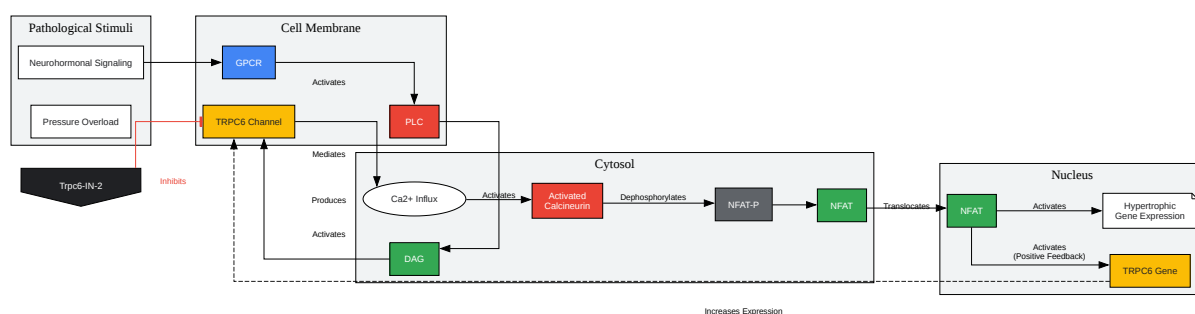 Pathological Stimuli
Cell Membrane
Neurohormonal Signaling
GPCR
Activates
Pressure Overload
TRPC6 Channel
PLC
Mediates
Trpc6-IN-2
Inhibits
Cytosol
Nucleus
Produces
Ca2+ Influx
Activates
Activated
Calcineurin
Dephosphorylates
NFAT-P
NFAT
Translocates
NFAT
Activates
Hypertrophic
Gene Expression
Activates
DAG
Activates
(Positive Feedback)
TRPC6 Gene
Increases Expression